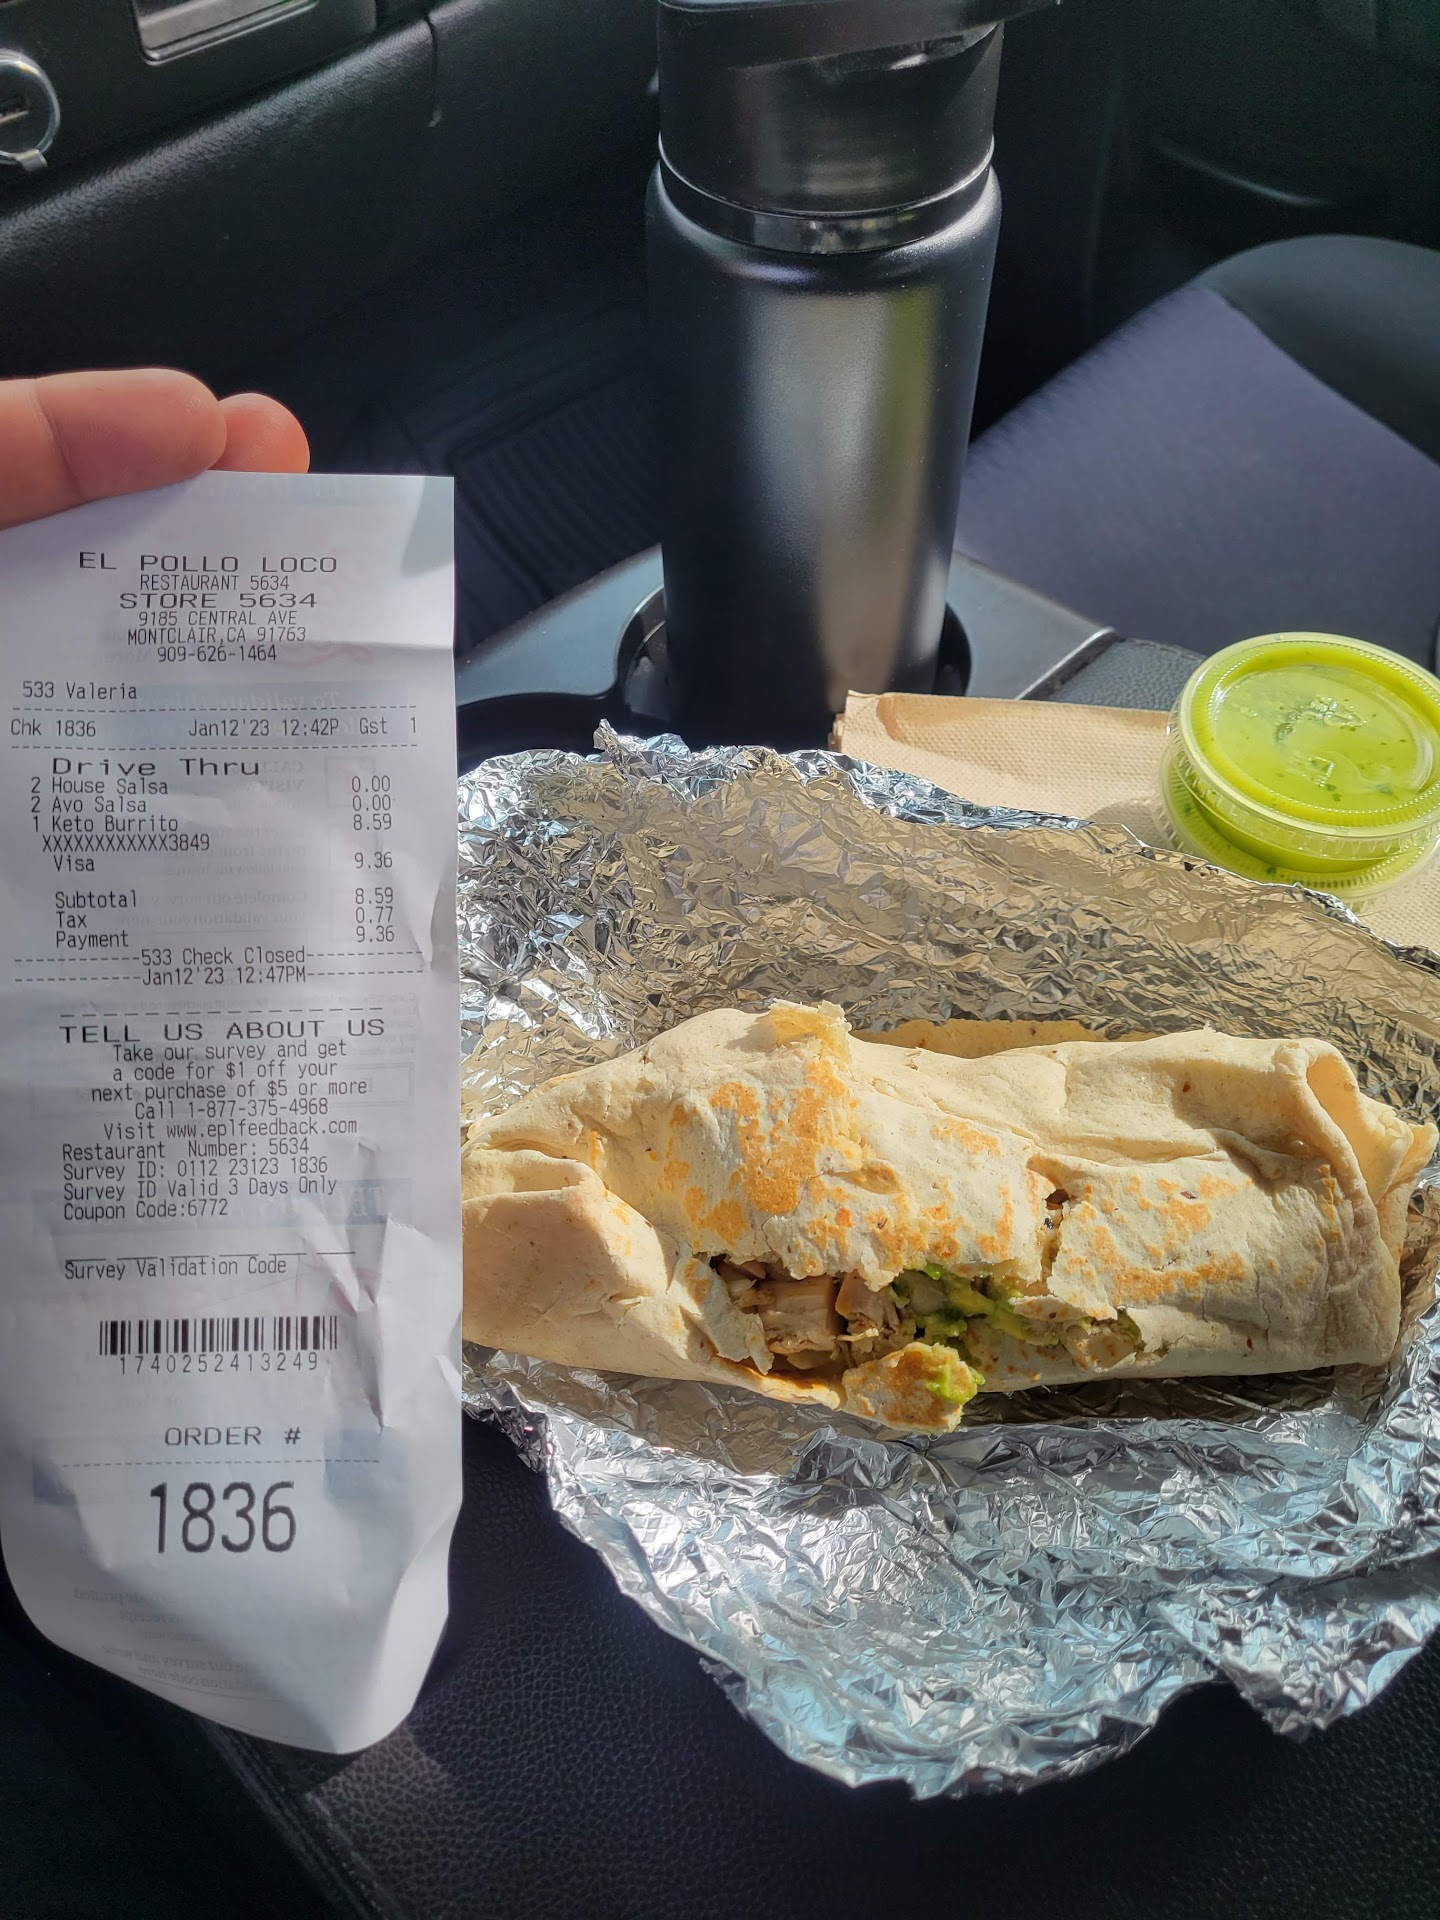 EL POLLO LOCO
RESTAURANT 5634
STORE 5634
9185 CENTRAL AVE
MONTCLAIR,CA 91763
909-626-1464
533 Valeria
Chk 1836 Jan12'23 12:42P Gst 1
Drive Thru
2 House Salsa 0.00
2 Avo Salsa 0.00
1 Keto Burrito 8.59
XXXXXXXXXXXX3849
Visa 9.36
Subtotal 8.59
Tax 0.77
Payment 9.36
----------533 Check Closed----------
----------Jan12'23 12:47PM----------
TELL US ABOUT US
Take our survey and get
a code for $1 off your
next purchase of $5 or more
Call 1-877-375-4968
Visit www.eplfeedback.com
Restaurant Number: 5634
Survey ID: 0112 23123 1836
Survey ID Valid 3 Days Only
Coupon Code:6772
Survey Validation Code
1740252413249
ORDER #
1836